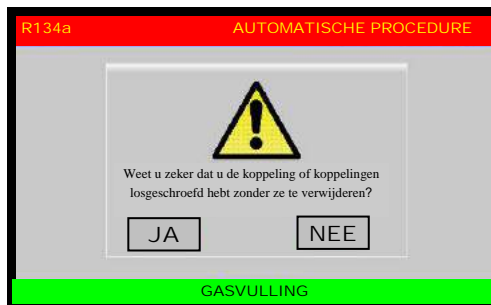 R134a AUTOMATISCHE PROCEDURE
Weet u zeker dat u de koppeling of koppelingen
losgeschroefd hebt zonder ze te verwijderen?
JA NEE
GASVULLING